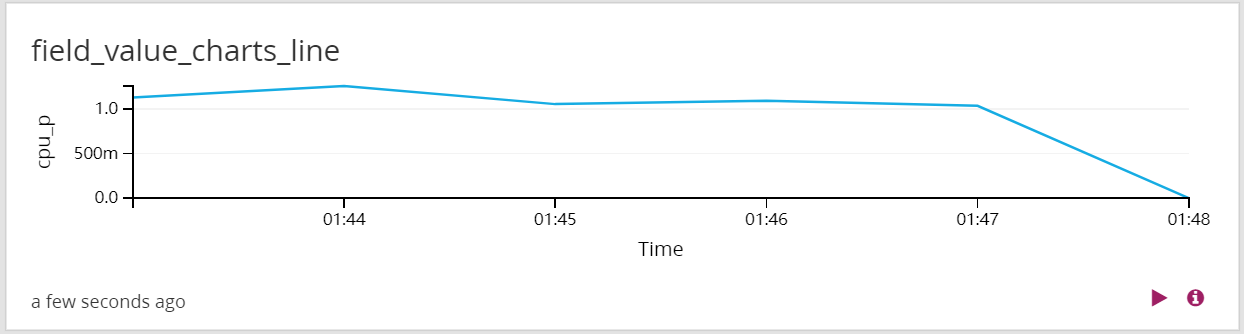 field_value_charts_line
cpu_p
1.0
500m
0.0
01:44 01:45 01:46 01:47 01:48
Time
a few seconds ago